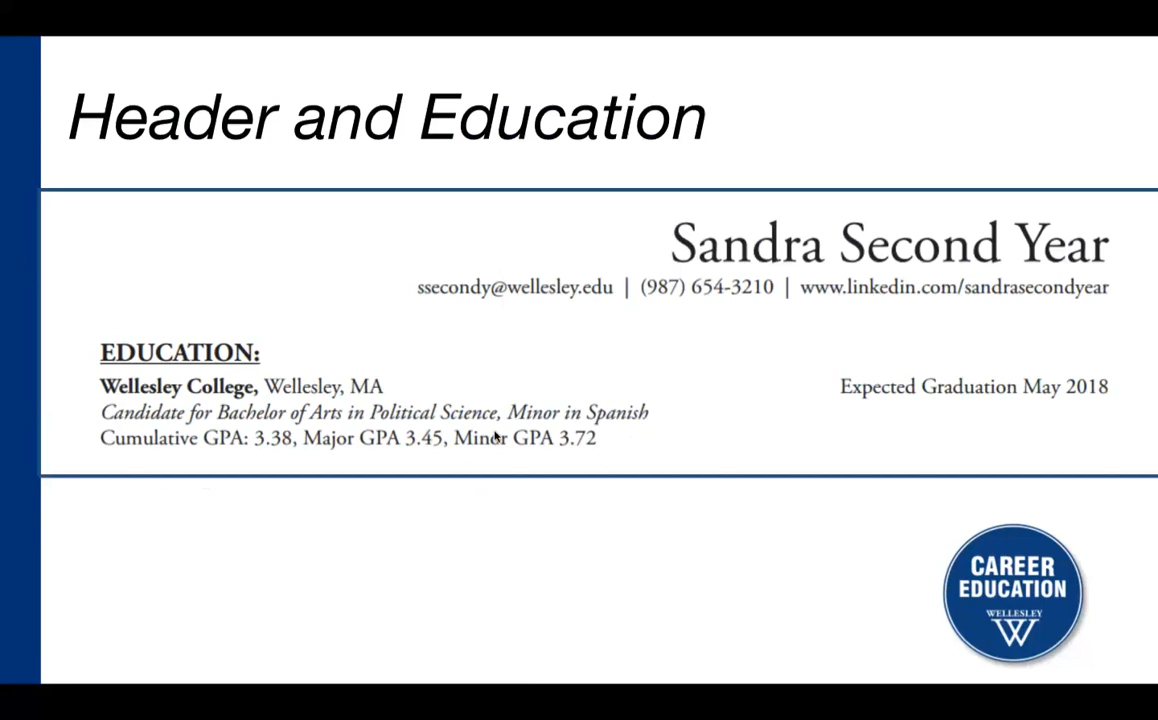 Header and Education
Sandra Second Year
ssecondy@wellesley.edu | (987) 654-3210 | www.linkedin.com/sandrasecondyear
EDUCATION:
Wellesley College, Wellesley, MA Expected Graduation May 2018
Candidate for Bachelor of Arts in Political Science, Minor in Spanish
Cumulative GPA: 3.38, Major GPA 3.45, Minor GPA 3.72
CAREER
EDUCATION
WELLESLEY
W